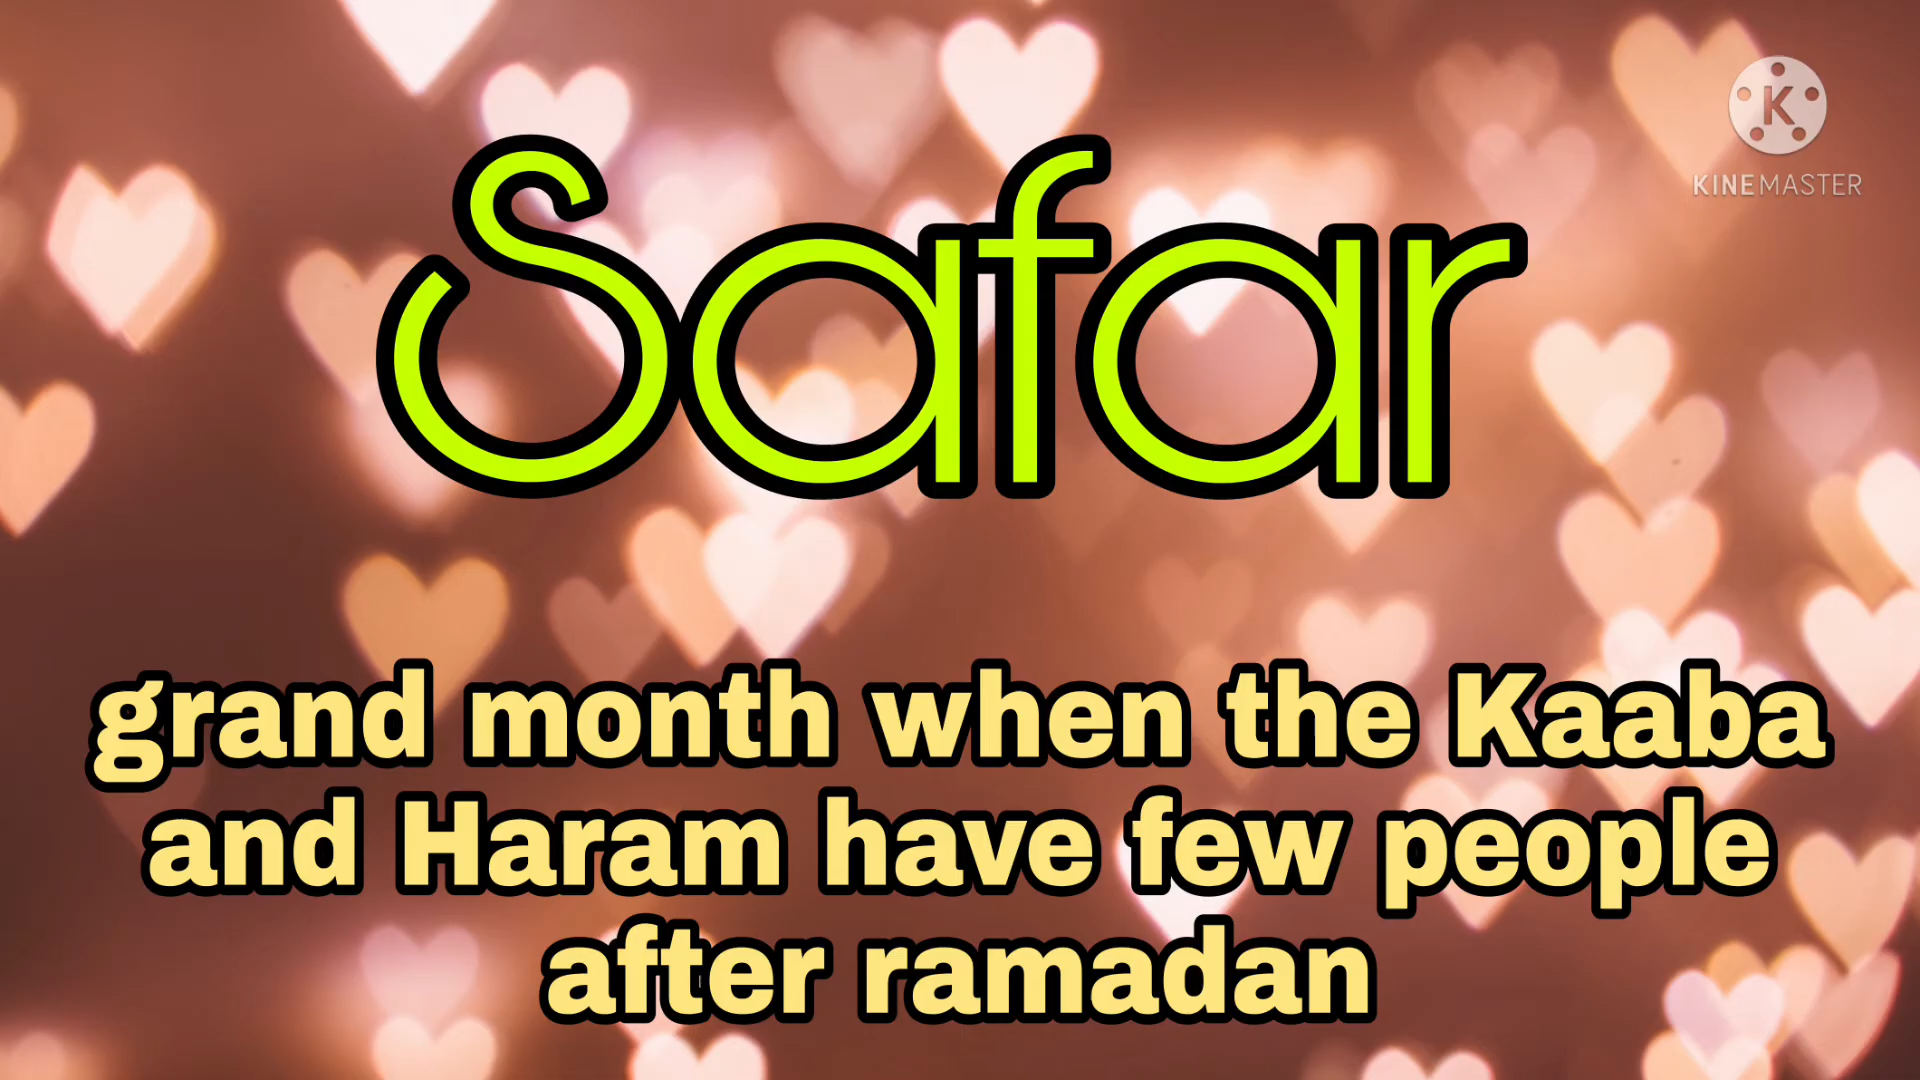 K
KINEMASTER
Safar
grand month when the Kaaba
and Haram have few people
after ramadan